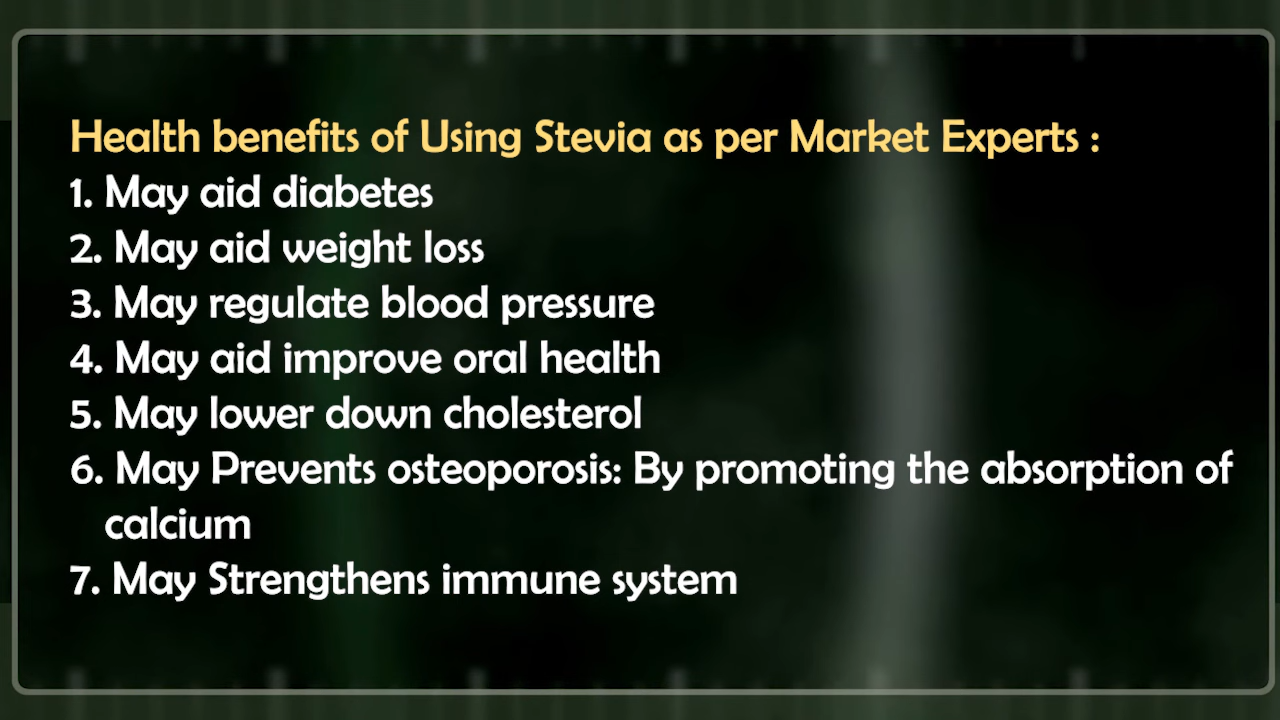 Health benefits of Using Stevia as per Market Experts :
1. May aid diabetes
2. May aid weight loss
3. May regulate blood pressure
4. May aid improve oral health
5. May lower down cholesterol
6. May Prevents osteoporosis: By promoting the absorption of
calcium
7. May Strengthens immune system